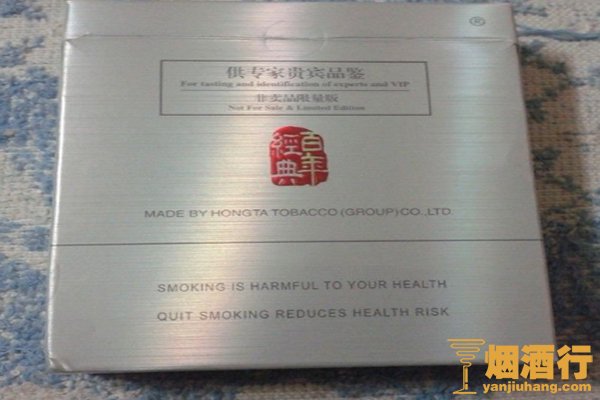 ®
供专家贵宾品鉴
For tasting and identification of experts and VIP
非卖品限量版
Not For Sale & Limited Edition
百年
經典
MADE BY HONGTA TOBACCO (GROUP) CO., LTD.
SMOKING IS HARMFUL TO YOUR HEALTH
QUIT SMOKING REDUCES HEALTH RISK
烟酒行
yanjiuhang.com